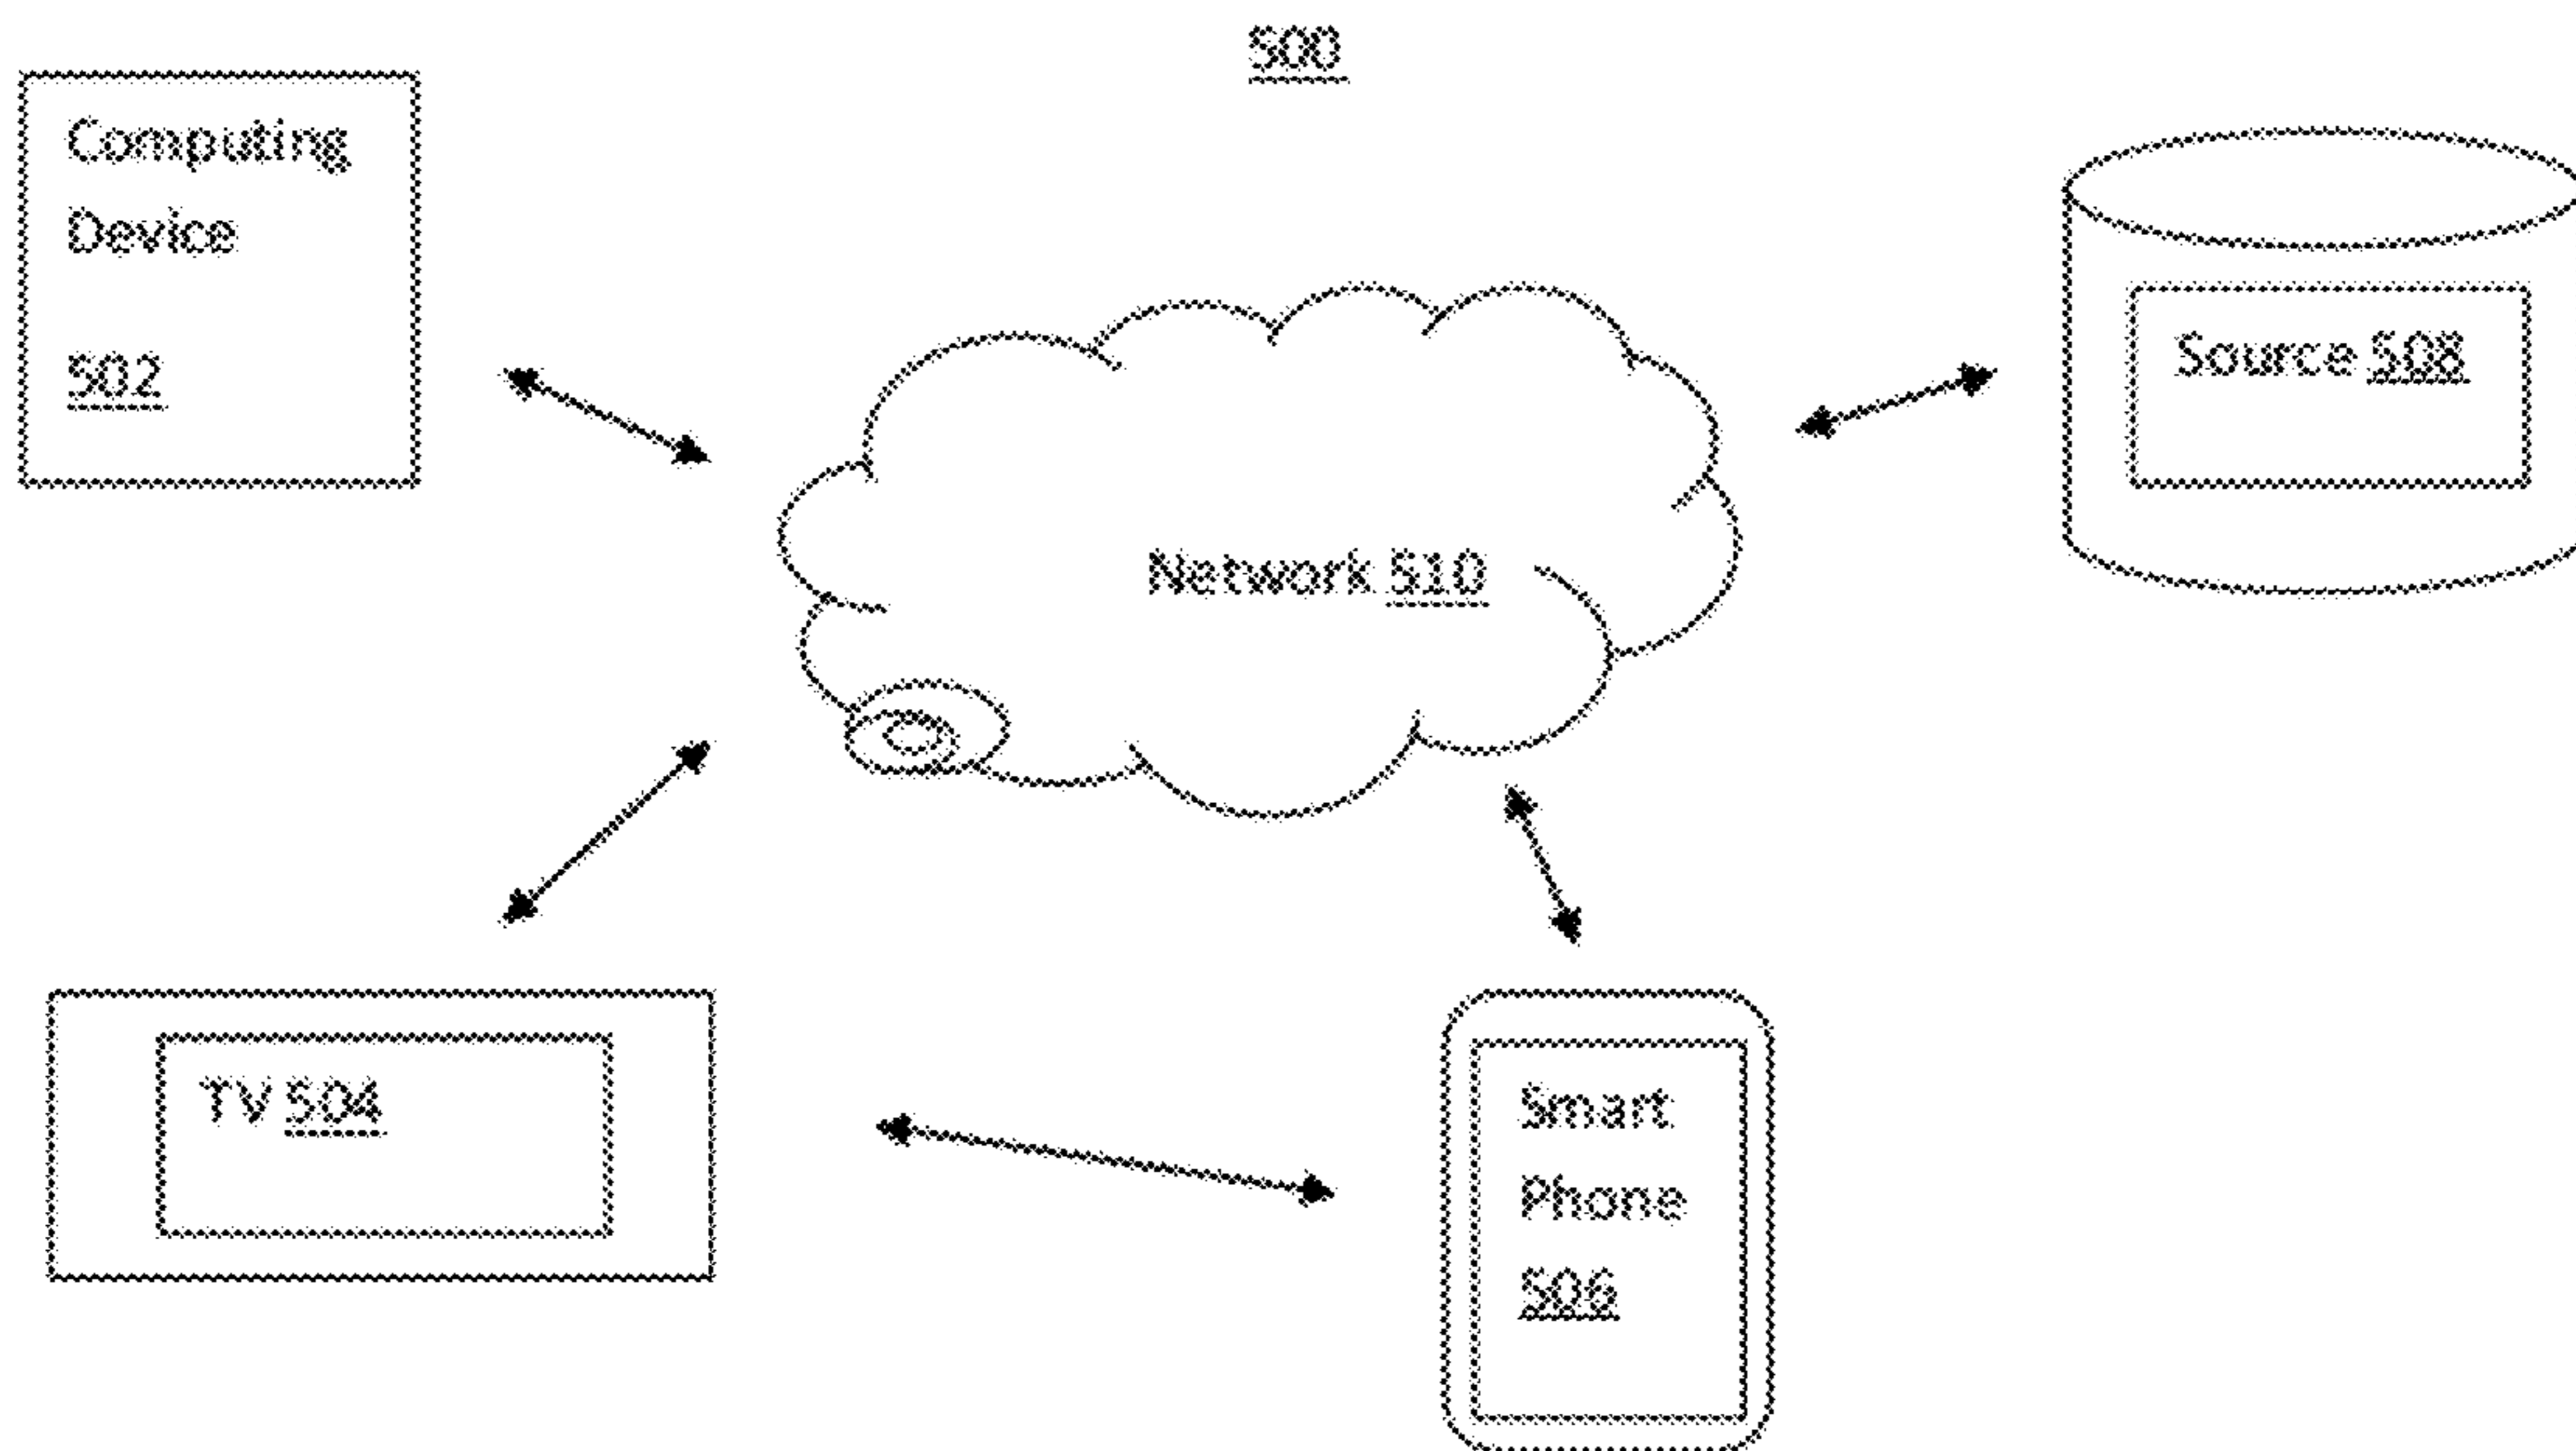 500
Computing
Device
502
Source 508
Network 510
TV 504
Smart
Phone
506